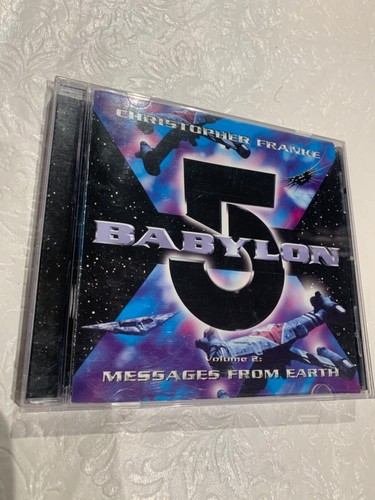 CHRISTOPHER FRANKE
5
BABYLON
Volume 2:
MESSAGES FROM EARTH